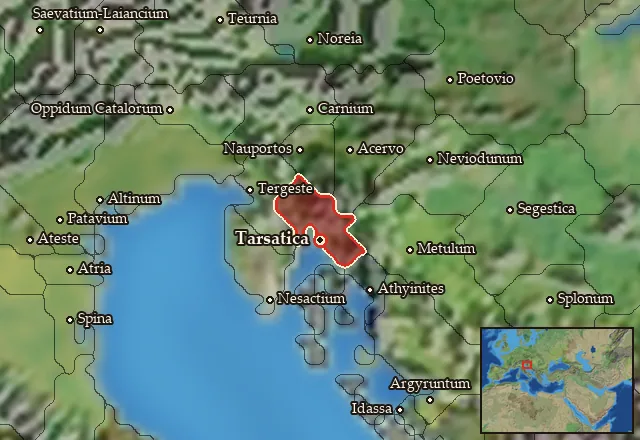 Saevatium-Laiancium
Teurnia
Noreia
Poetovio
Oppidum Catalorum
Carnium
Nauportos
Acervo
Neviodunum
Tergeste
Altinum
Segestica
Patavium
Ateste
Tarsatica
Metulum
Atria
Athyinites
Nesactium
Splonum
Spina
Argyruntum
Idassa